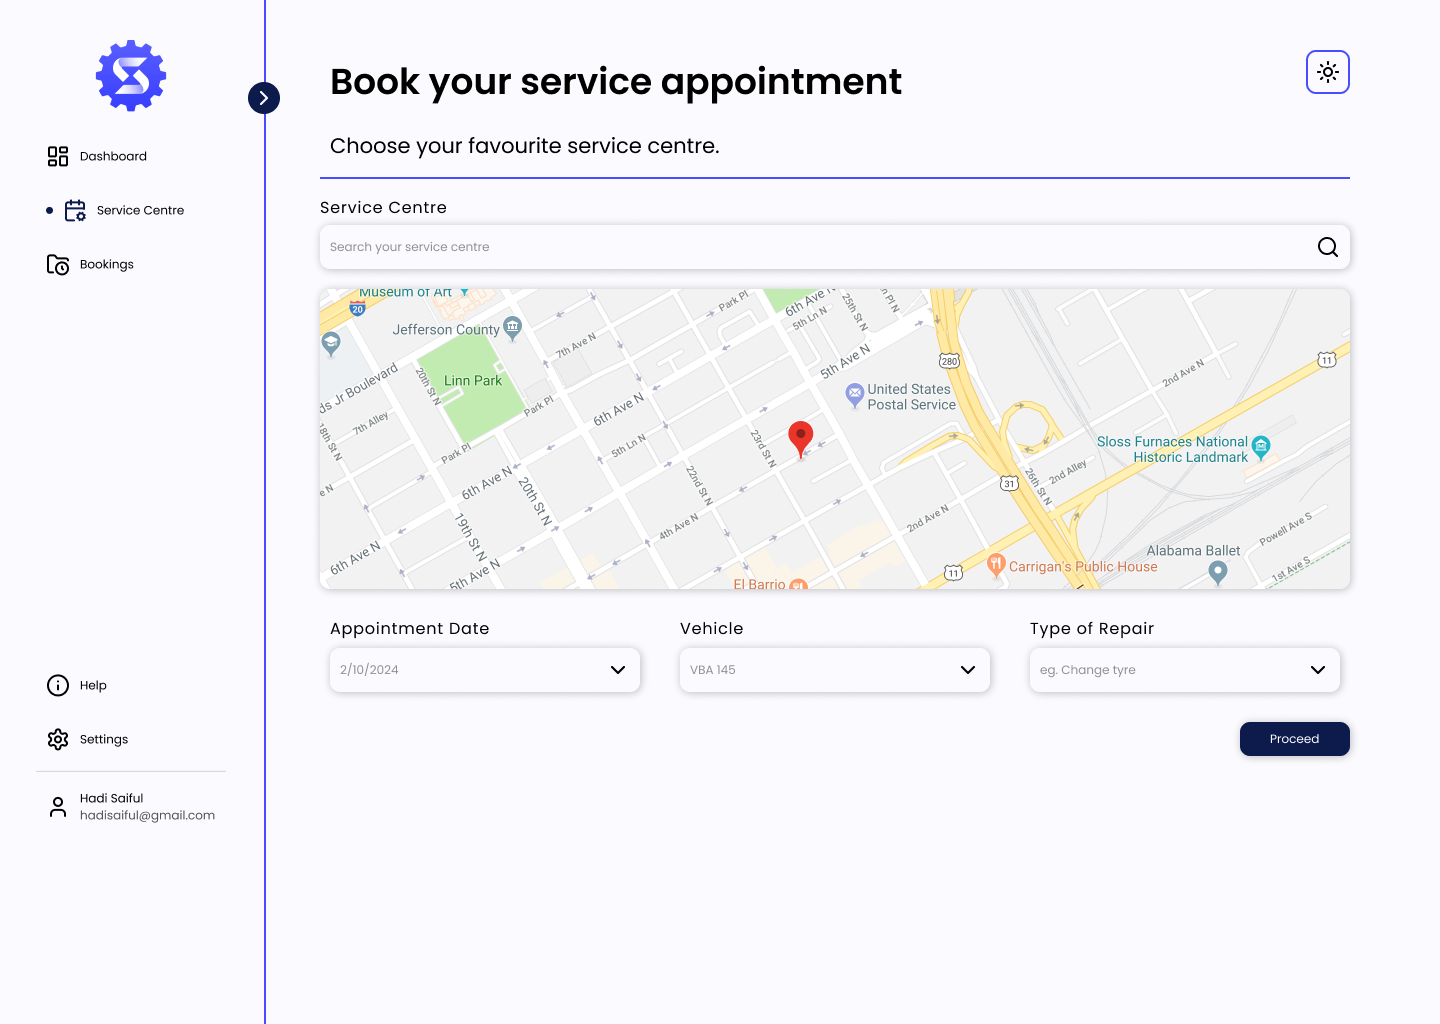 Dashboard
Service Centre
Bookings
Help
Settings
Hadi Saiful
hadisaiful@gmail.com
Book your service appointment
Choose your favourite service centre.
Service Centre
Search your service centre
Museum of Art
20
Jefferson County
7th Ave N
Park Pl
6th Ave N
5th Ln N
25th St N
Pl N
5th Ave N
280
11
2nd Ave N
ds Jr Boulevard
20th St N
Linn Park
Park Pl
6th Ave N
United States
Postal Service
7th Alley
18th St N
Park Pl
5th Ln N
23rd St N
Sloss Furnaces National
Historic Landmark
e N
6th Ave N
20th St N
22nd St N
31
26th St N
2nd Alley
19th St N
4th Ave N
2nd Ave N
Powell Ave S
6th Ave N
5th Ave N
El Barrio
11
Carrigan's Public House
Alabama Ballet
1st Ave S
Appointment Date
2/10/2024
Vehicle
VBA 145
Type of Repair
eg. Change tyre
Proceed